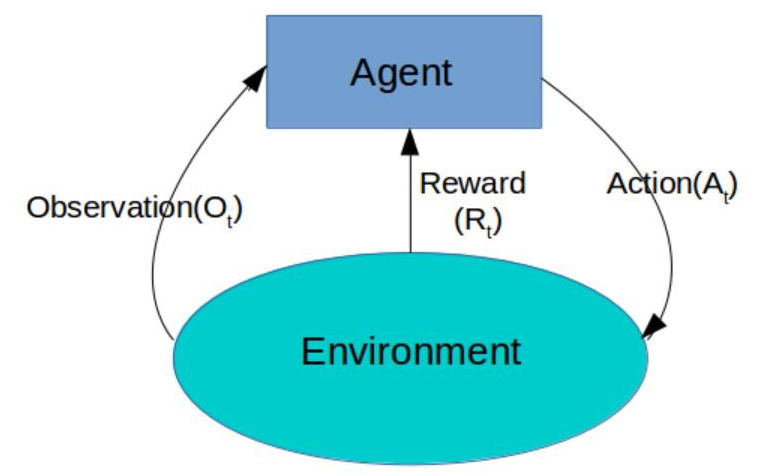 Agent
Observation(Oₜ)
Reward
(Rₜ)
Action(Aₜ)
Environment